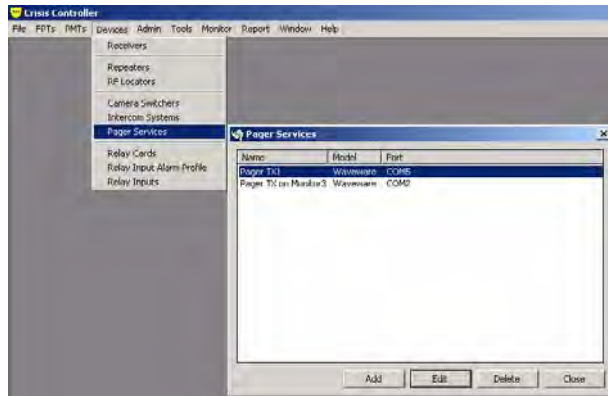 Crisis Controller
File PPTs PMTs Devices Admin Tools Monitor Report Window Help
Receivers
Repeaters
RF Locators
Camera Switchers
Intercom Systems
Pager Services
Relay Cards
Relay Input Alarm Profile
Relay Inputs
Pager Services
Name Model Port
Pager TX1 Waveware COM5
Pager TX on Monitor3 Waveware COM2
Add Edit Delete Close